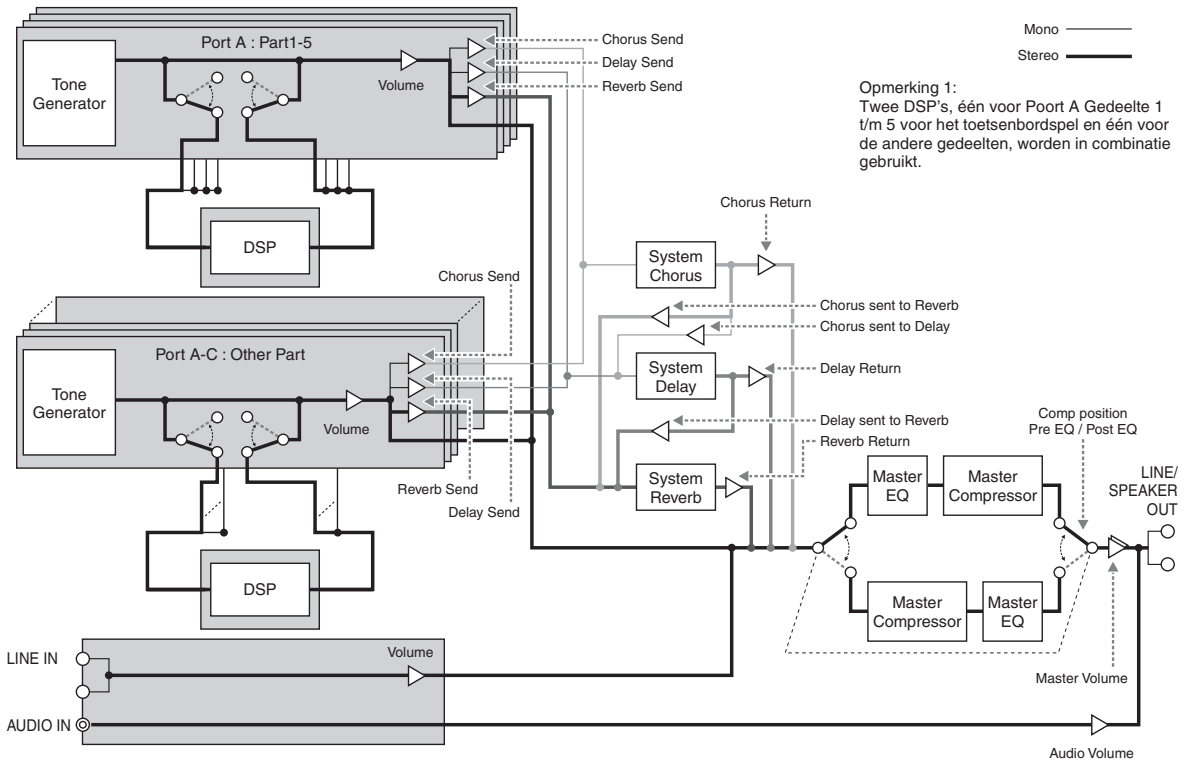 Port A : Part1-5
Tone
Generator
Volume
Chorus Send
Delay Send
Reverb Send
DSP
Mono
Stereo
Opmerking 1:
Twee DSP's, één voor Poort A Gedeelte 1
t/m 5 voor het toetsenbordspel en één voor
de andere gedeelten, worden in combinatie
gebruikt.
Chorus Return
System
Chorus
Chorus sent to Reverb
Chorus sent to Delay
System
Delay
Delay Return
Delay sent to Reverb
Reverb Return
System
Reverb
Chorus Send
Port A-C : Other Part
Tone
Generator
Volume
Reverb Send
Delay Send
DSP
Comp position
Pre EQ / Post EQ
Master
EQ
Master
Compressor
LINE/
SPEAKER
OUT
Master
Compressor
Master
EQ
Master Volume
LINE IN
Volume
AUDIO IN
Audio Volume